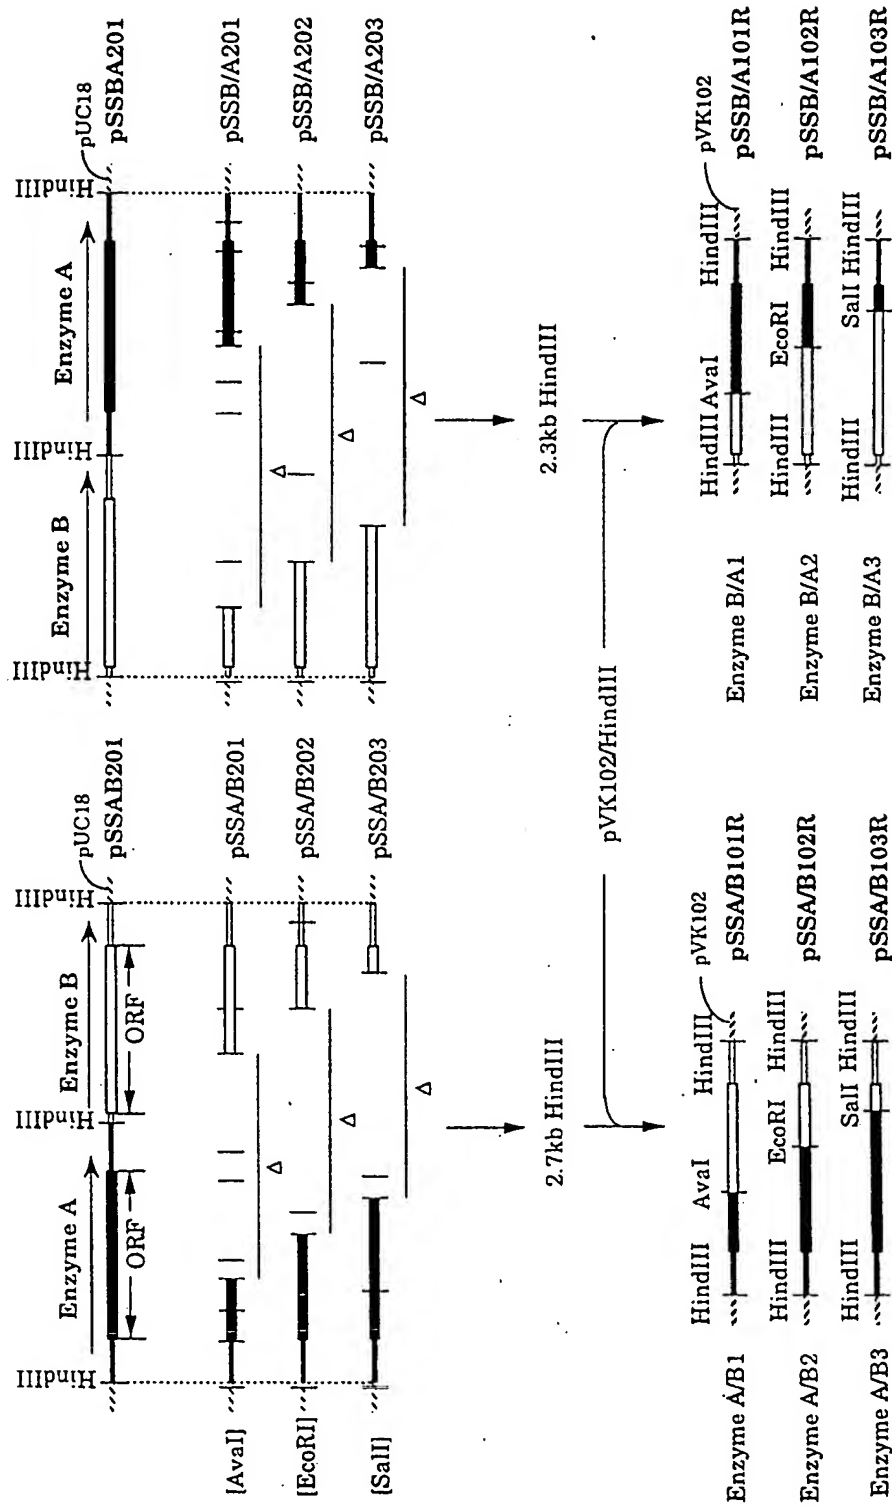 HindIII HindIII HindIII pUC18
Enzyme A Enzyme B pSSAB201
ORF ORF
[AvaI] Δ pSSA/B201
[EcoRI] Δ pSSA/B202
[SalI] Δ pSSA/B203
HindIII HindIII HindIII pUC18
Enzyme B Enzyme A pSSBA201
Δ pSSB/A201
Δ pSSB/A202
Δ pSSB/A203
2.7kb HindIII
pVK102/HindIII
2.3kb HindIII
HindIII AvaI HindIII pVK102
Enzyme A/B1 pSSA/B101R
HindIII EcoRI HindIII
Enzyme A/B2 pSSA/B102R
HindIII SalI HindIII
Enzyme A/B3 pSSA/B103R
HindIII AvaI HindIII pVK102
Enzyme B/A1 pSSB/A101R
HindIII EcoRI HindIII
Enzyme B/A2 pSSB/A102R
HindIII SalI HindIII
Enzyme B/A3 pSSB/A103R